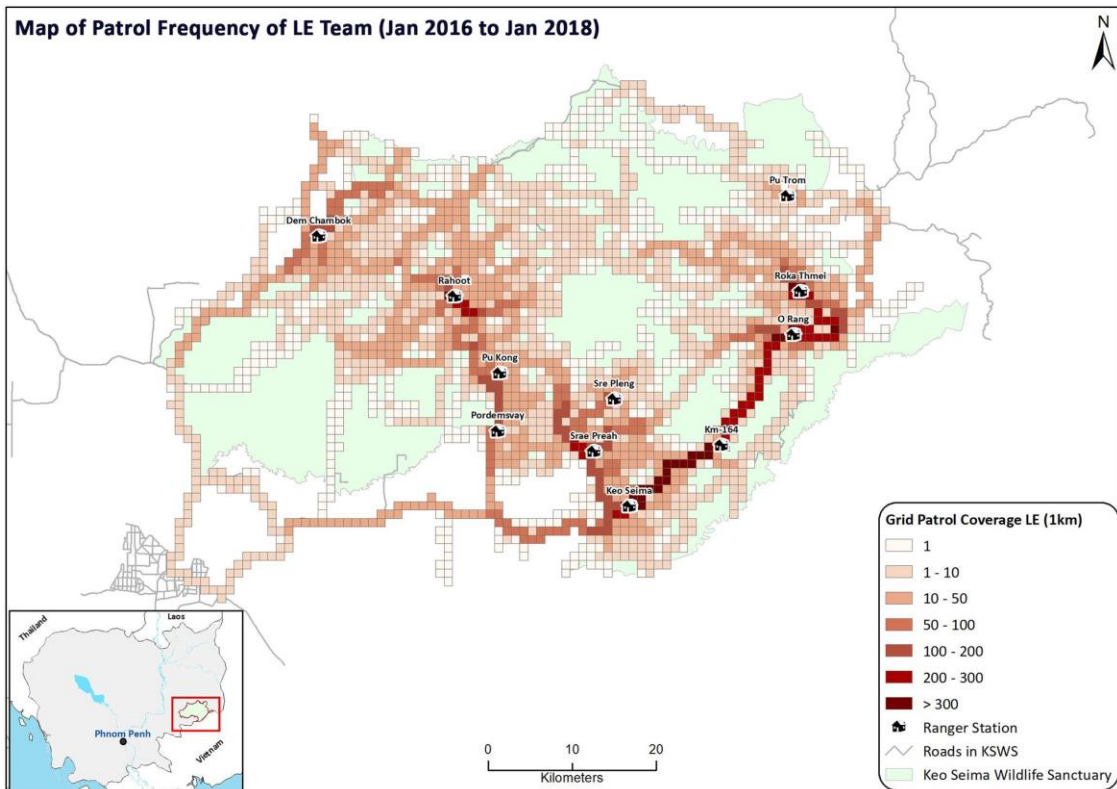 Map of Patrol Frequency of LE Team (Jan 2016 to Jan 2018)
N
Pu Trom
Dem Chambok
Roka Thmei
Rahoot
O Rang
Pu Kong
Sre Pleng
Pordemsvay
Srae Preah
Km-164
Keo Seima
Grid Patrol Coverage LE (1km)
1
1 - 10
10 - 50
50 - 100
100 - 200
200 - 300
> 300
Ranger Station
Roads in KSWS
Keo Seima Wildlife Sanctuary
Thailand
Laos
Phnom Penh
Vietnam
0 10 20
Kilometers